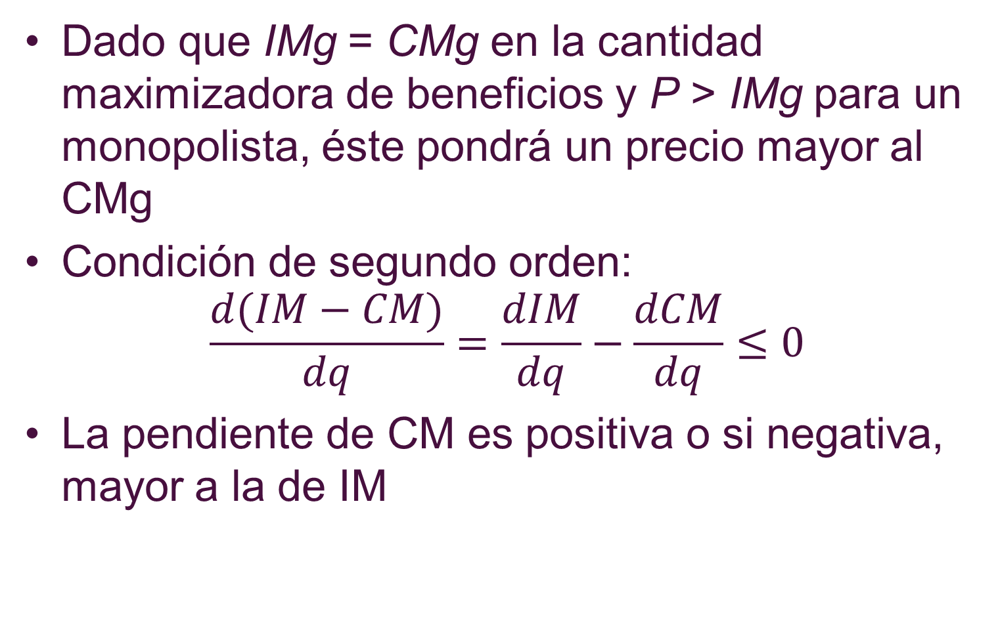 • Dado que IMg = CMg en la cantidad
maximizadora de beneficios y P > IMg para un
monopolista, éste pondrá un precio mayor al
CMg
• Condición de segundo orden:
\frac{d(IM − CM)}{dq} = \frac{dIM}{dq} − \frac{dCM}{dq} ≤ 0
• La pendiente de CM es positiva o si negativa,
mayor a la de IM